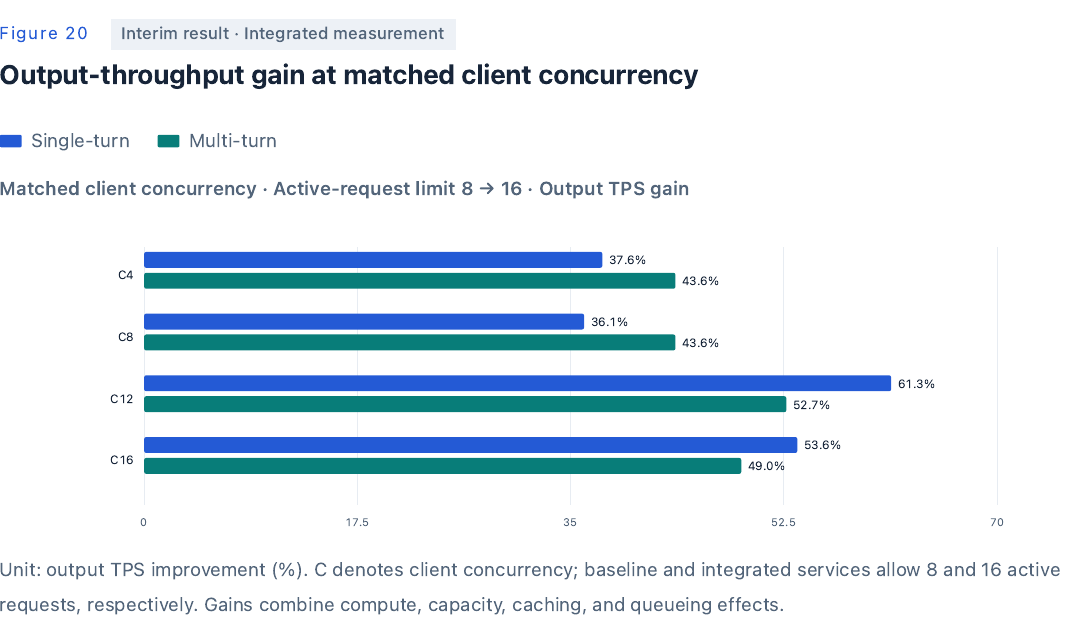 Figure 20 Interim result · Integrated measurement
Output-throughput gain at matched client concurrency
Single-turn Multi-turn
Matched client concurrency · Active-request limit 8 → 16 · Output TPS gain
37.6%
C4
43.6%
36.1%
C8
43.6%
61.3%
C12
52.7%
53.6%
C16
49.0%
0 17.5 35 52.5 70
Unit: output TPS improvement (%). C denotes client concurrency; baseline and integrated services allow 8 and 16 active
requests, respectively. Gains combine compute, capacity, caching, and queueing effects.